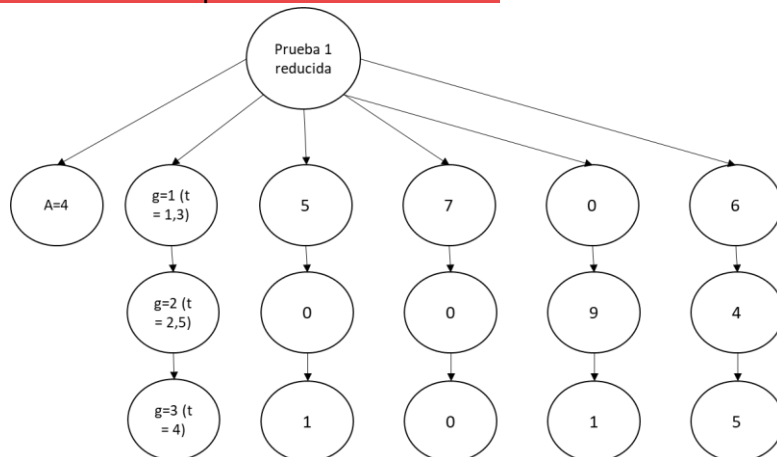 Prueba 1
reducida
A=4
g=1 (t
= 1,3)
5
7
0
6
g=2 (t
= 2,5)
0
0
9
4
g=3 (t
= 4)
1
0
1
5